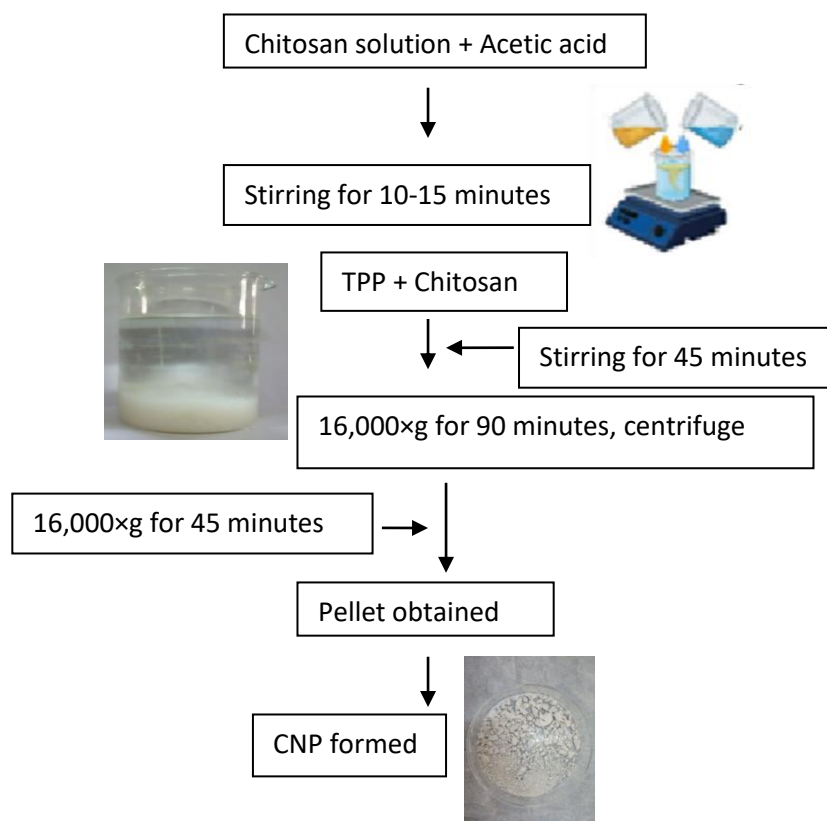 Chitosan solution + Acetic acid
Stirring for 10-15 minutes
TPP + Chitosan
Stirring for 45 minutes
16,000×g for 90 minutes, centrifuge
16,000×g for 45 minutes
Pellet obtained
CNP formed